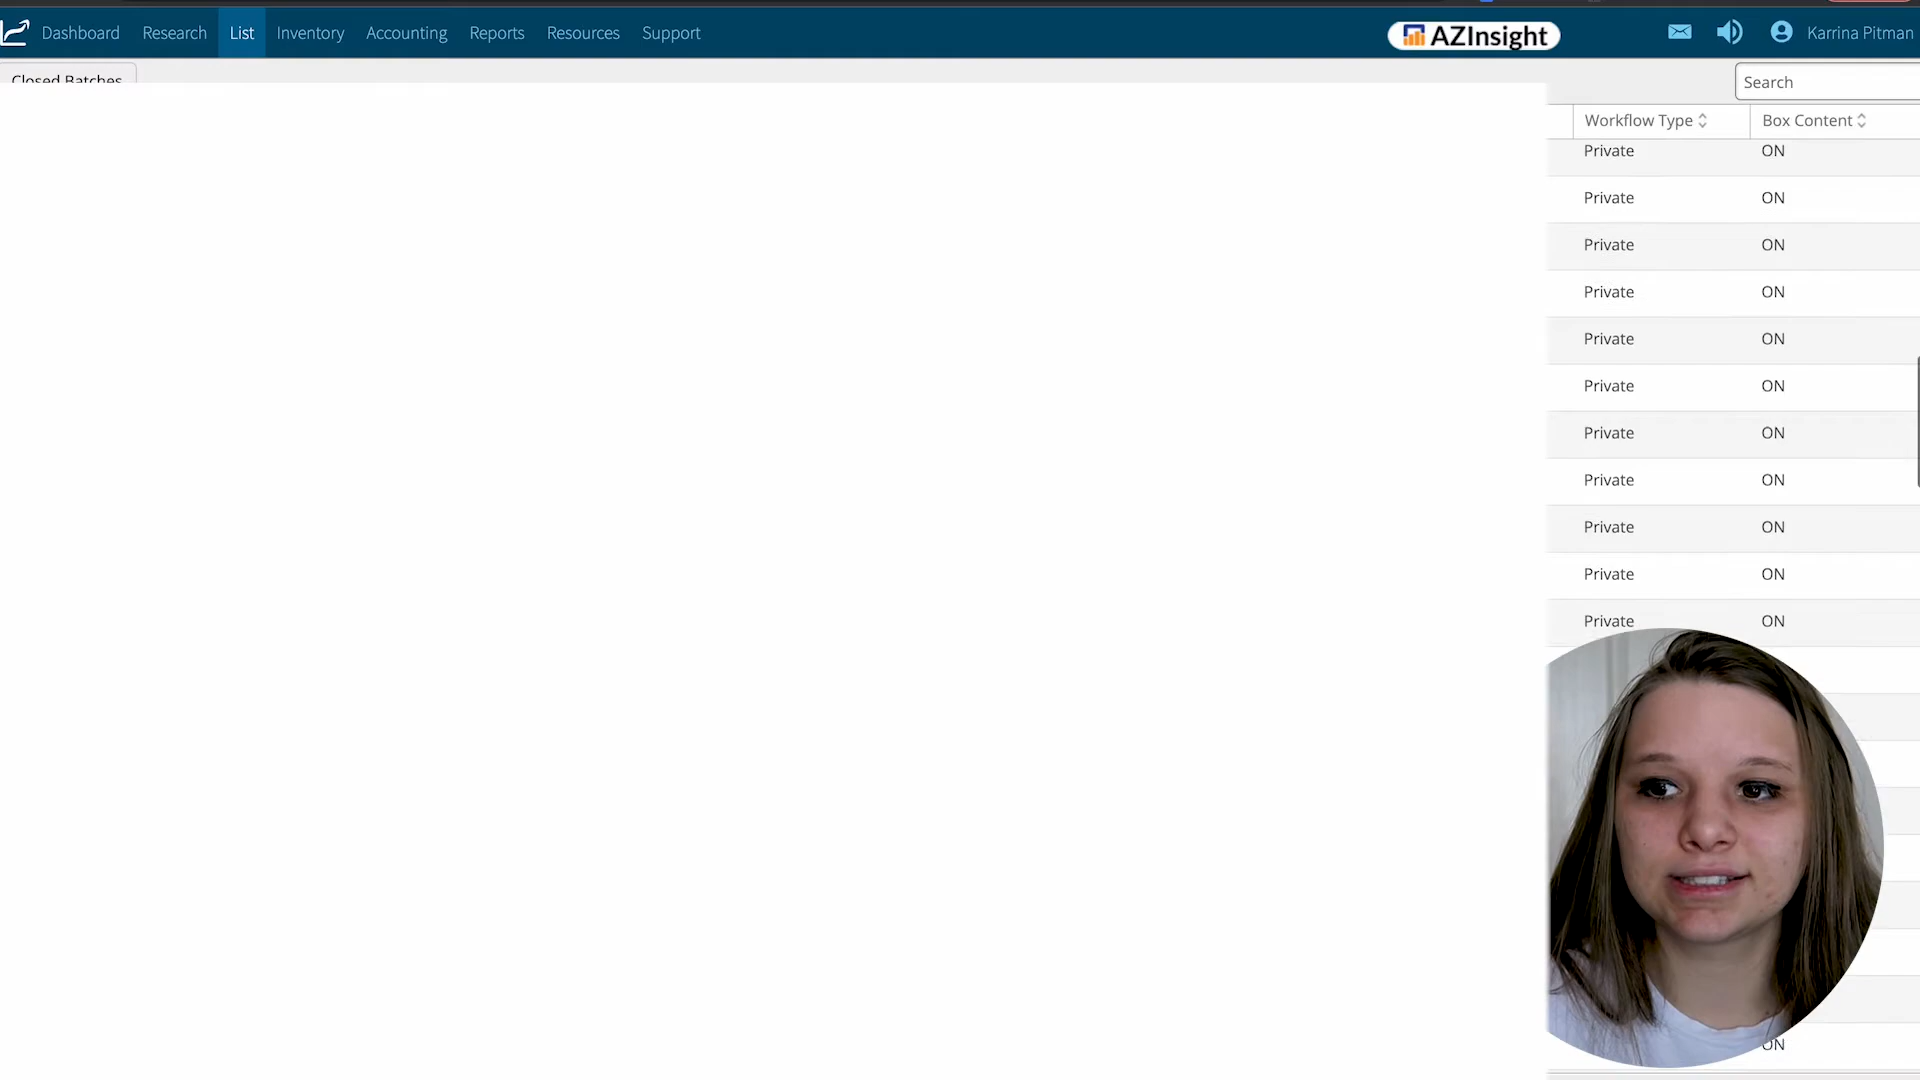 Dashboard Research List Inventory Accounting Reports Resources Support AZInsight Karrina Pitman
Closed Batches Search
Workflow Type Box Content
Private ON
Private ON
Private ON
Private ON
Private ON
Private ON
Private ON
Private ON
Private ON
Private ON
Private ON
ON